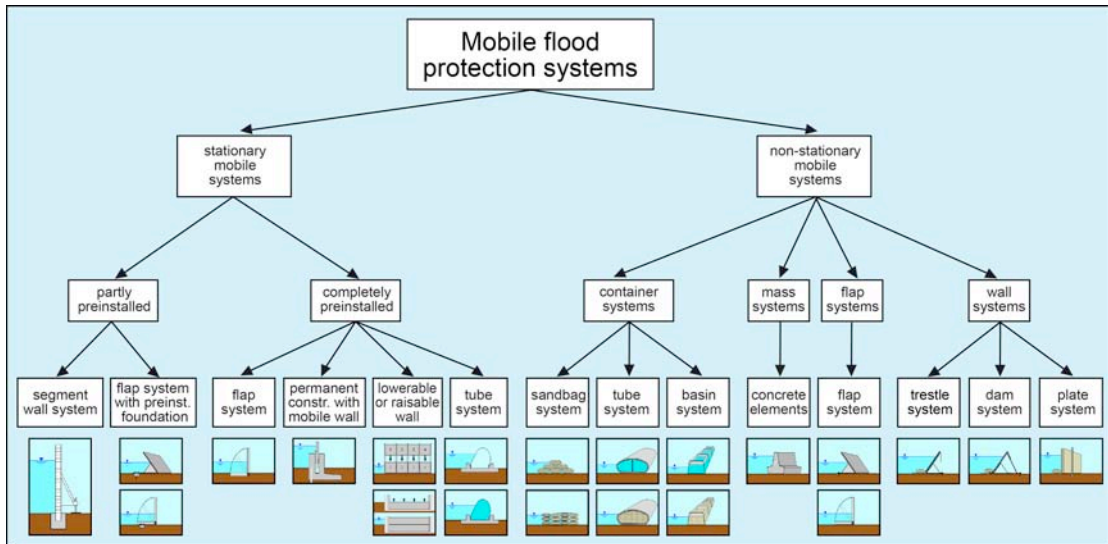 Mobile flood
protection systems
stationary
mobile
systems
non-stationary
mobile
systems
partly
preinstalled
completely
preinstalled
container
systems
mass
systems
flap
systems
wall
systems
segment
wall system
flap system
with preinst.
foundation
flap
system
permanent
constr. with
mobile wall
lowerable
or raisable
wall
tube system
sandbag
system
tube
system
basin
system
concrete
elements
flap
system
trestle
system
dam
system
plate
system